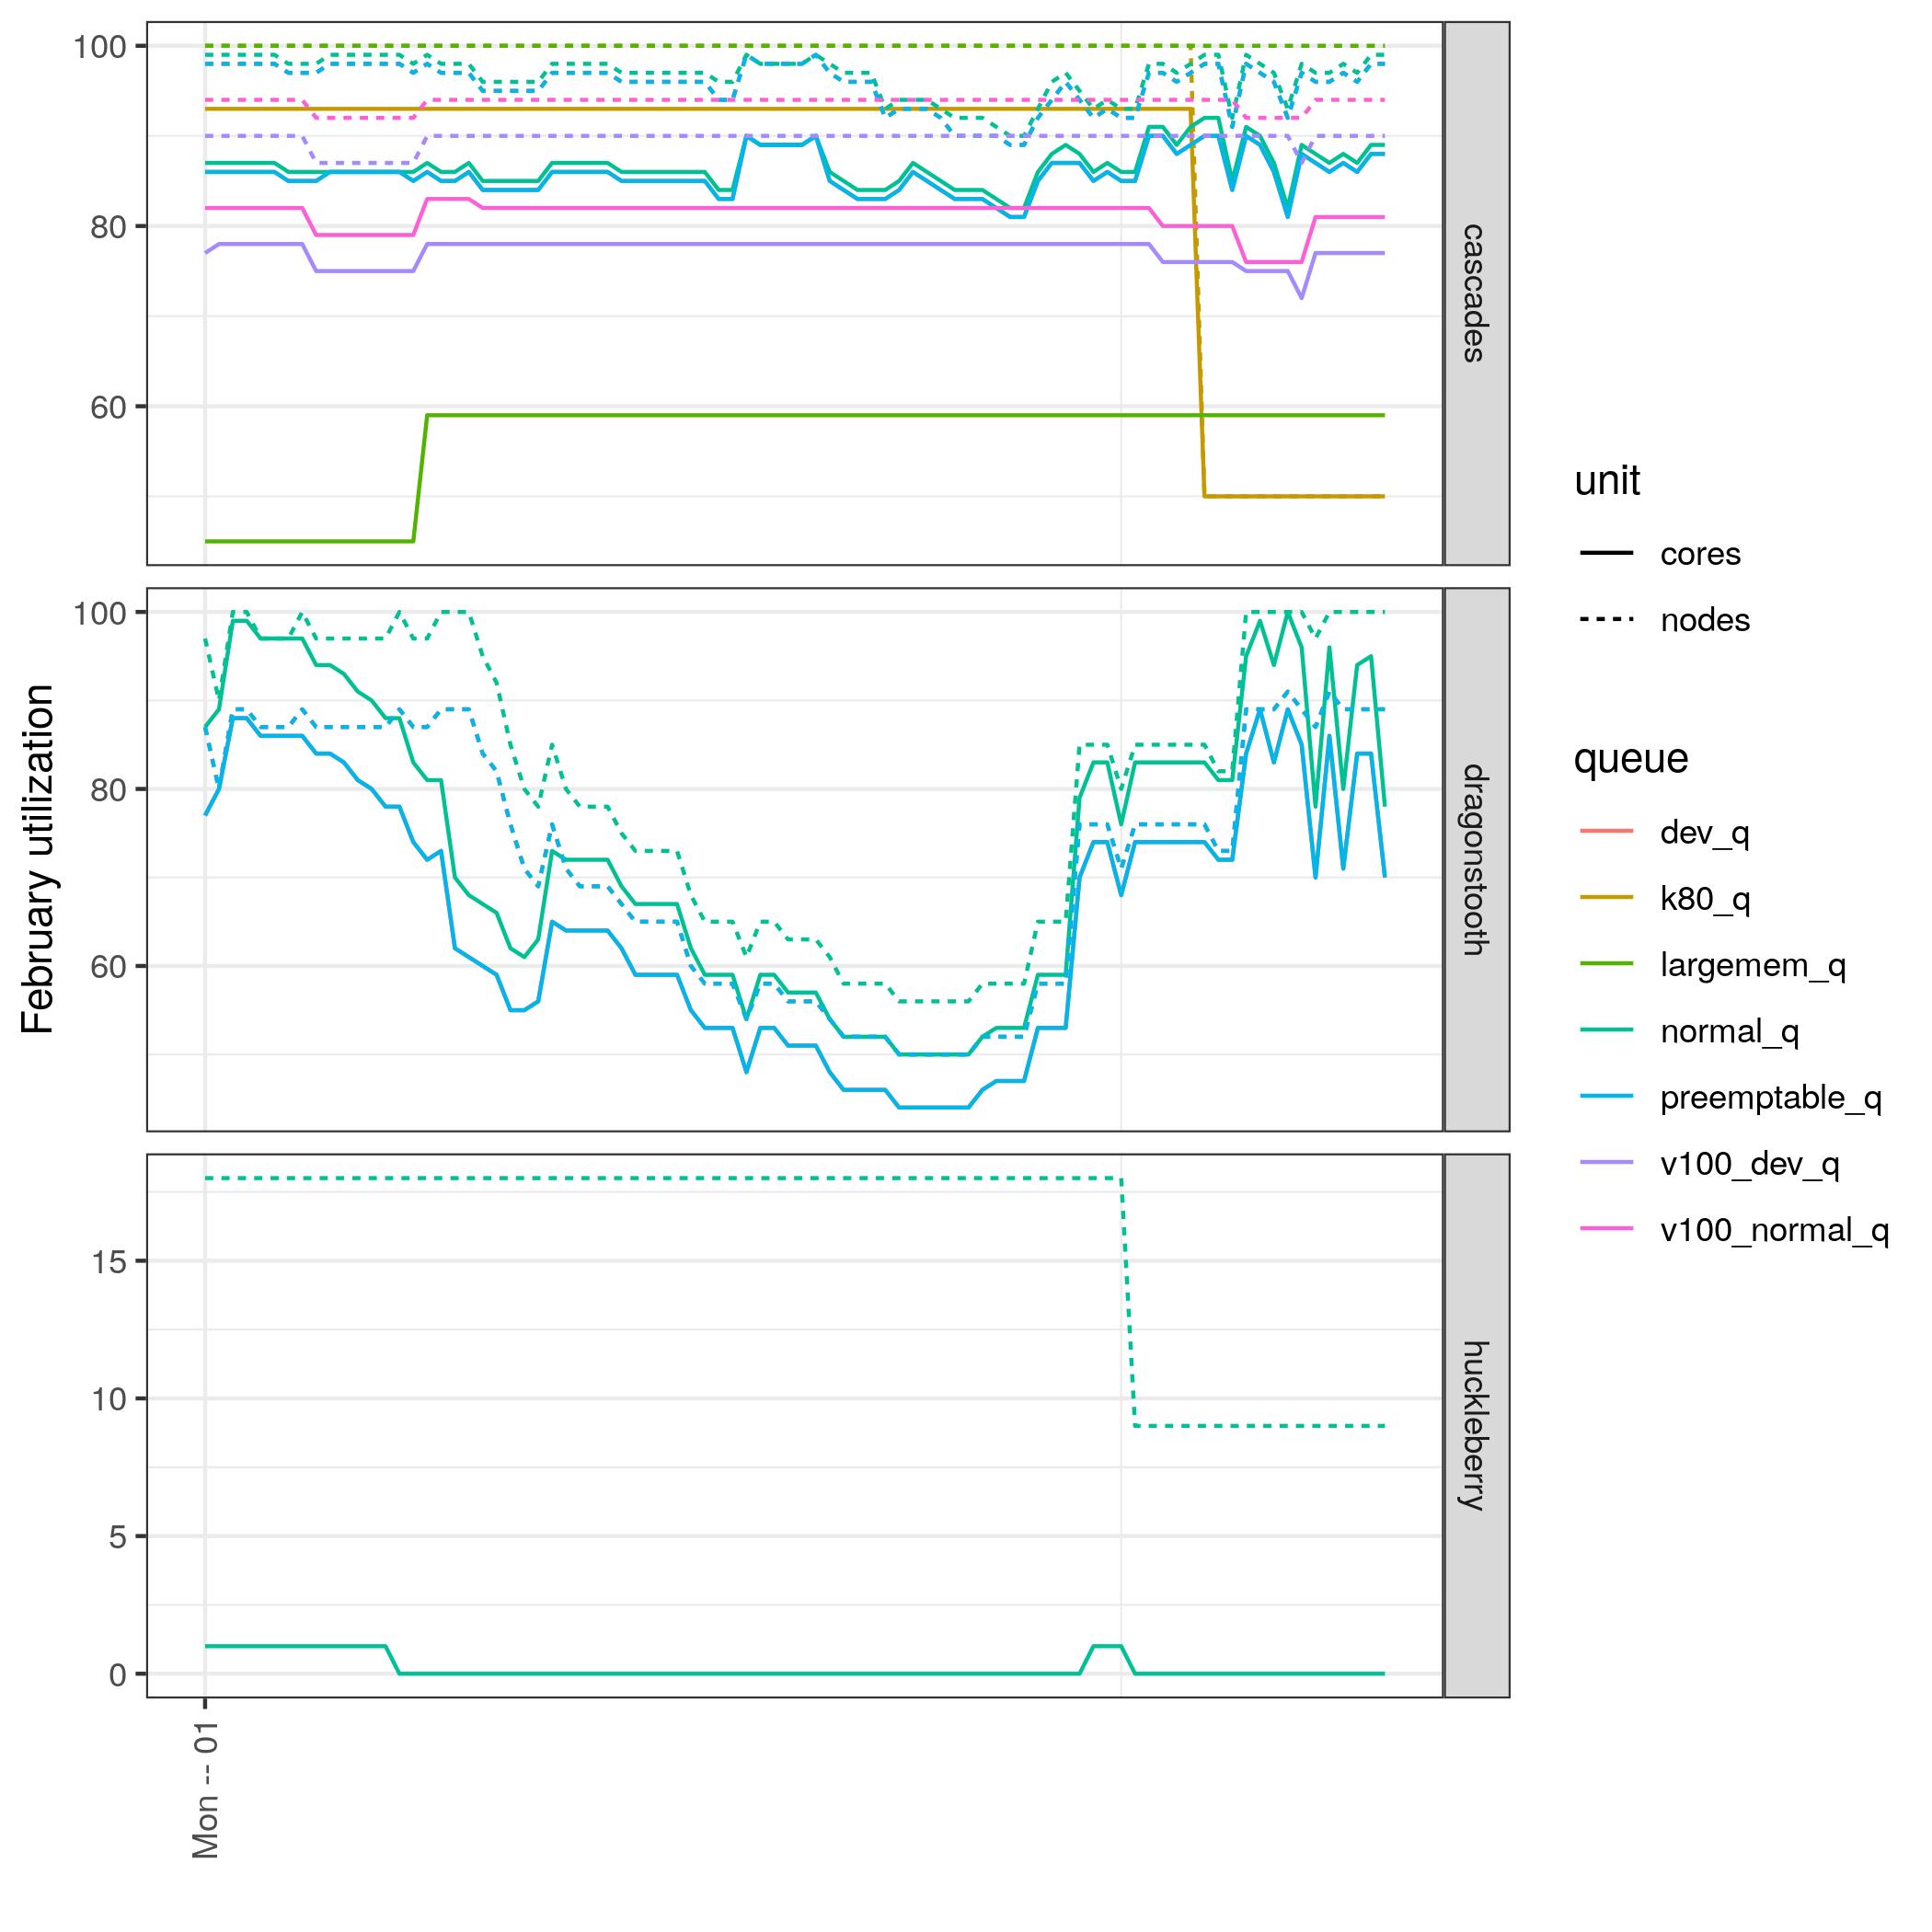 February utilization
100
80
60
cascades
100
80
60
dragonstooth
15
10
5
0
huckleberry
Mon -- 01
unit
cores
nodes
queue
dev_q
k80_q
largemem_q
normal_q
preemptable_q
v100_dev_q
v100_normal_q